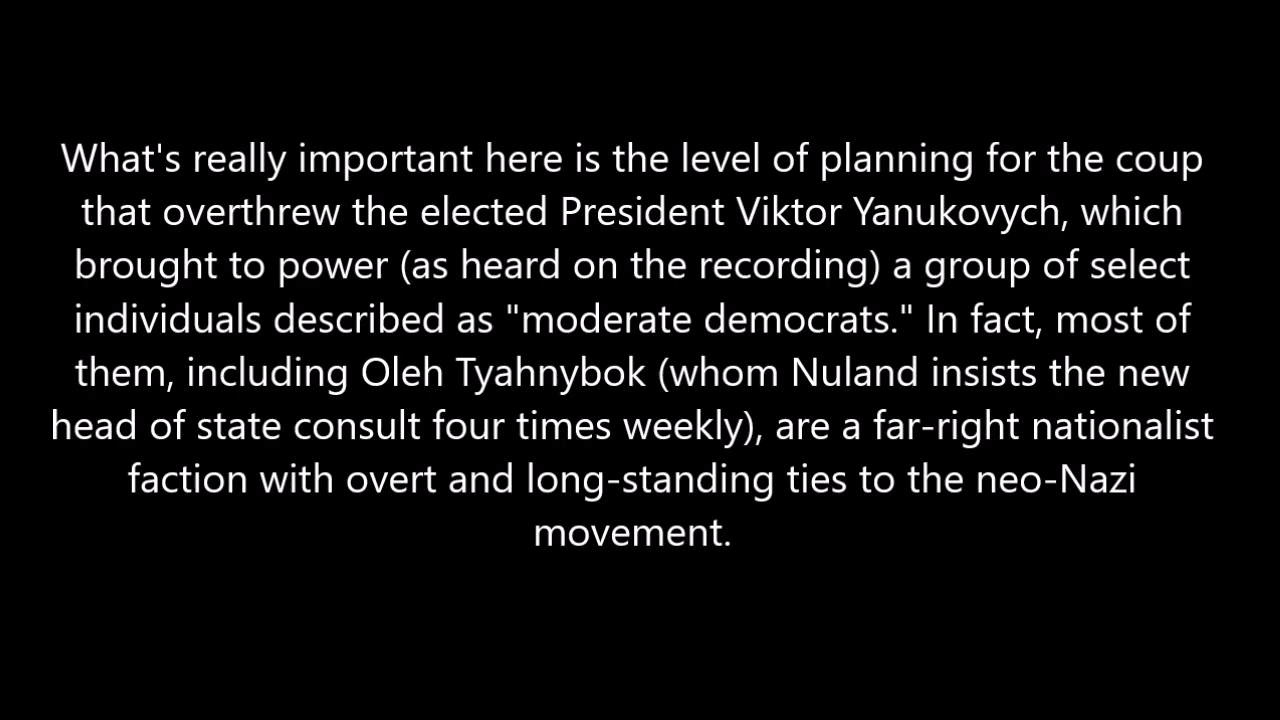 What's really important here is the level of planning for the coup
that overthrew the elected President Viktor Yanukovych, which
brought to power (as heard on the recording) a group of select
individuals described as "moderate democrats." In fact, most of
them, including Oleh Tyahnybok (whom Nuland insists the new
head of state consult four times weekly), are a far-right nationalist
faction with overt and long-standing ties to the neo-Nazi
movement.